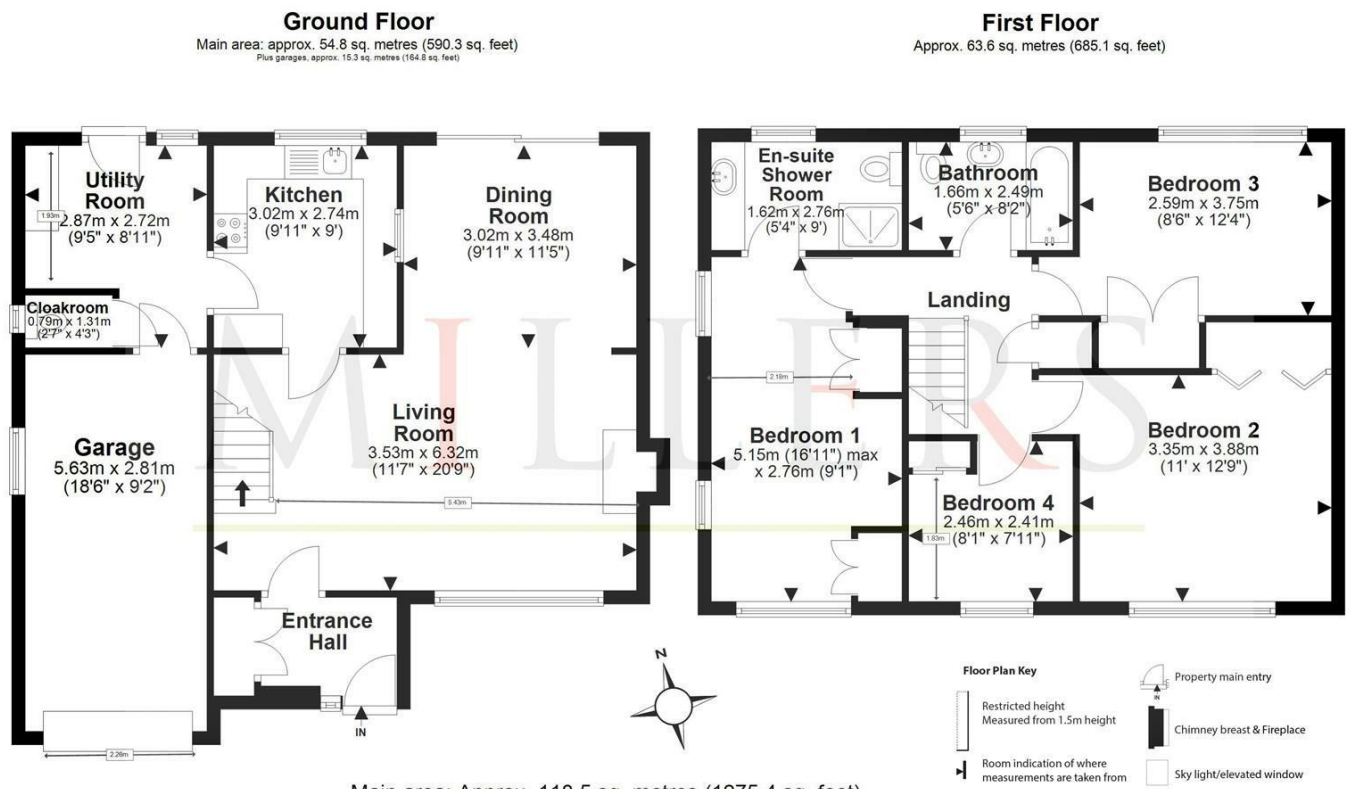 Ground Floor
Main area: approx. 54.8 sq. metres (590.3 sq. feet)
Plus garages, approx. 15.3 sq. metres (164.8 sq. feet)
First Floor
Approx. 63.6 sq. metres (685.1 sq. feet)
Utility
Room
2.87m x 2.72m
(9'5" x 8'11")
1.93m
Kitchen
3.02m x 2.74m
(9'11" x 9')
Dining
Room
3.02m x 3.48m
(9'11" x 11'5")
Cloakroom
0.79m x 1.31m
(2'7" x 4'3")
Garage
5.63m x 2.81m
(18'6" x 9'2")
2.26m
Living
Room
3.53m x 6.32m
(11'7" x 20'9")
5.43m
Entrance
Hall
IN
En-suite
Shower
Room
1.62m x 2.76m
(5'4" x 9')
Bathroom
1.66m x 2.49m
(5'6" x 8'2")
Bedroom 3
2.59m x 3.75m
(8'6" x 12'4")
Landing
2.18m
Bedroom 1
5.15m (16'11") max
x 2.76m (9'1")
Bedroom 2
3.35m x 3.88m
(11' x 12'9")
Bedroom 4
2.46m x 2.41m
(8'1" x 7'11")
1.83m
MILLERS
N
Floor Plan Key
Restricted height
Measured from 1.5m height
Room indication of where
measurements are taken from
Property main entry
IN
Chimney breast & Fireplace
Sky light/elevated window
Main area: Approx. 118.5 sq. metres (1275.4 sq. feet)